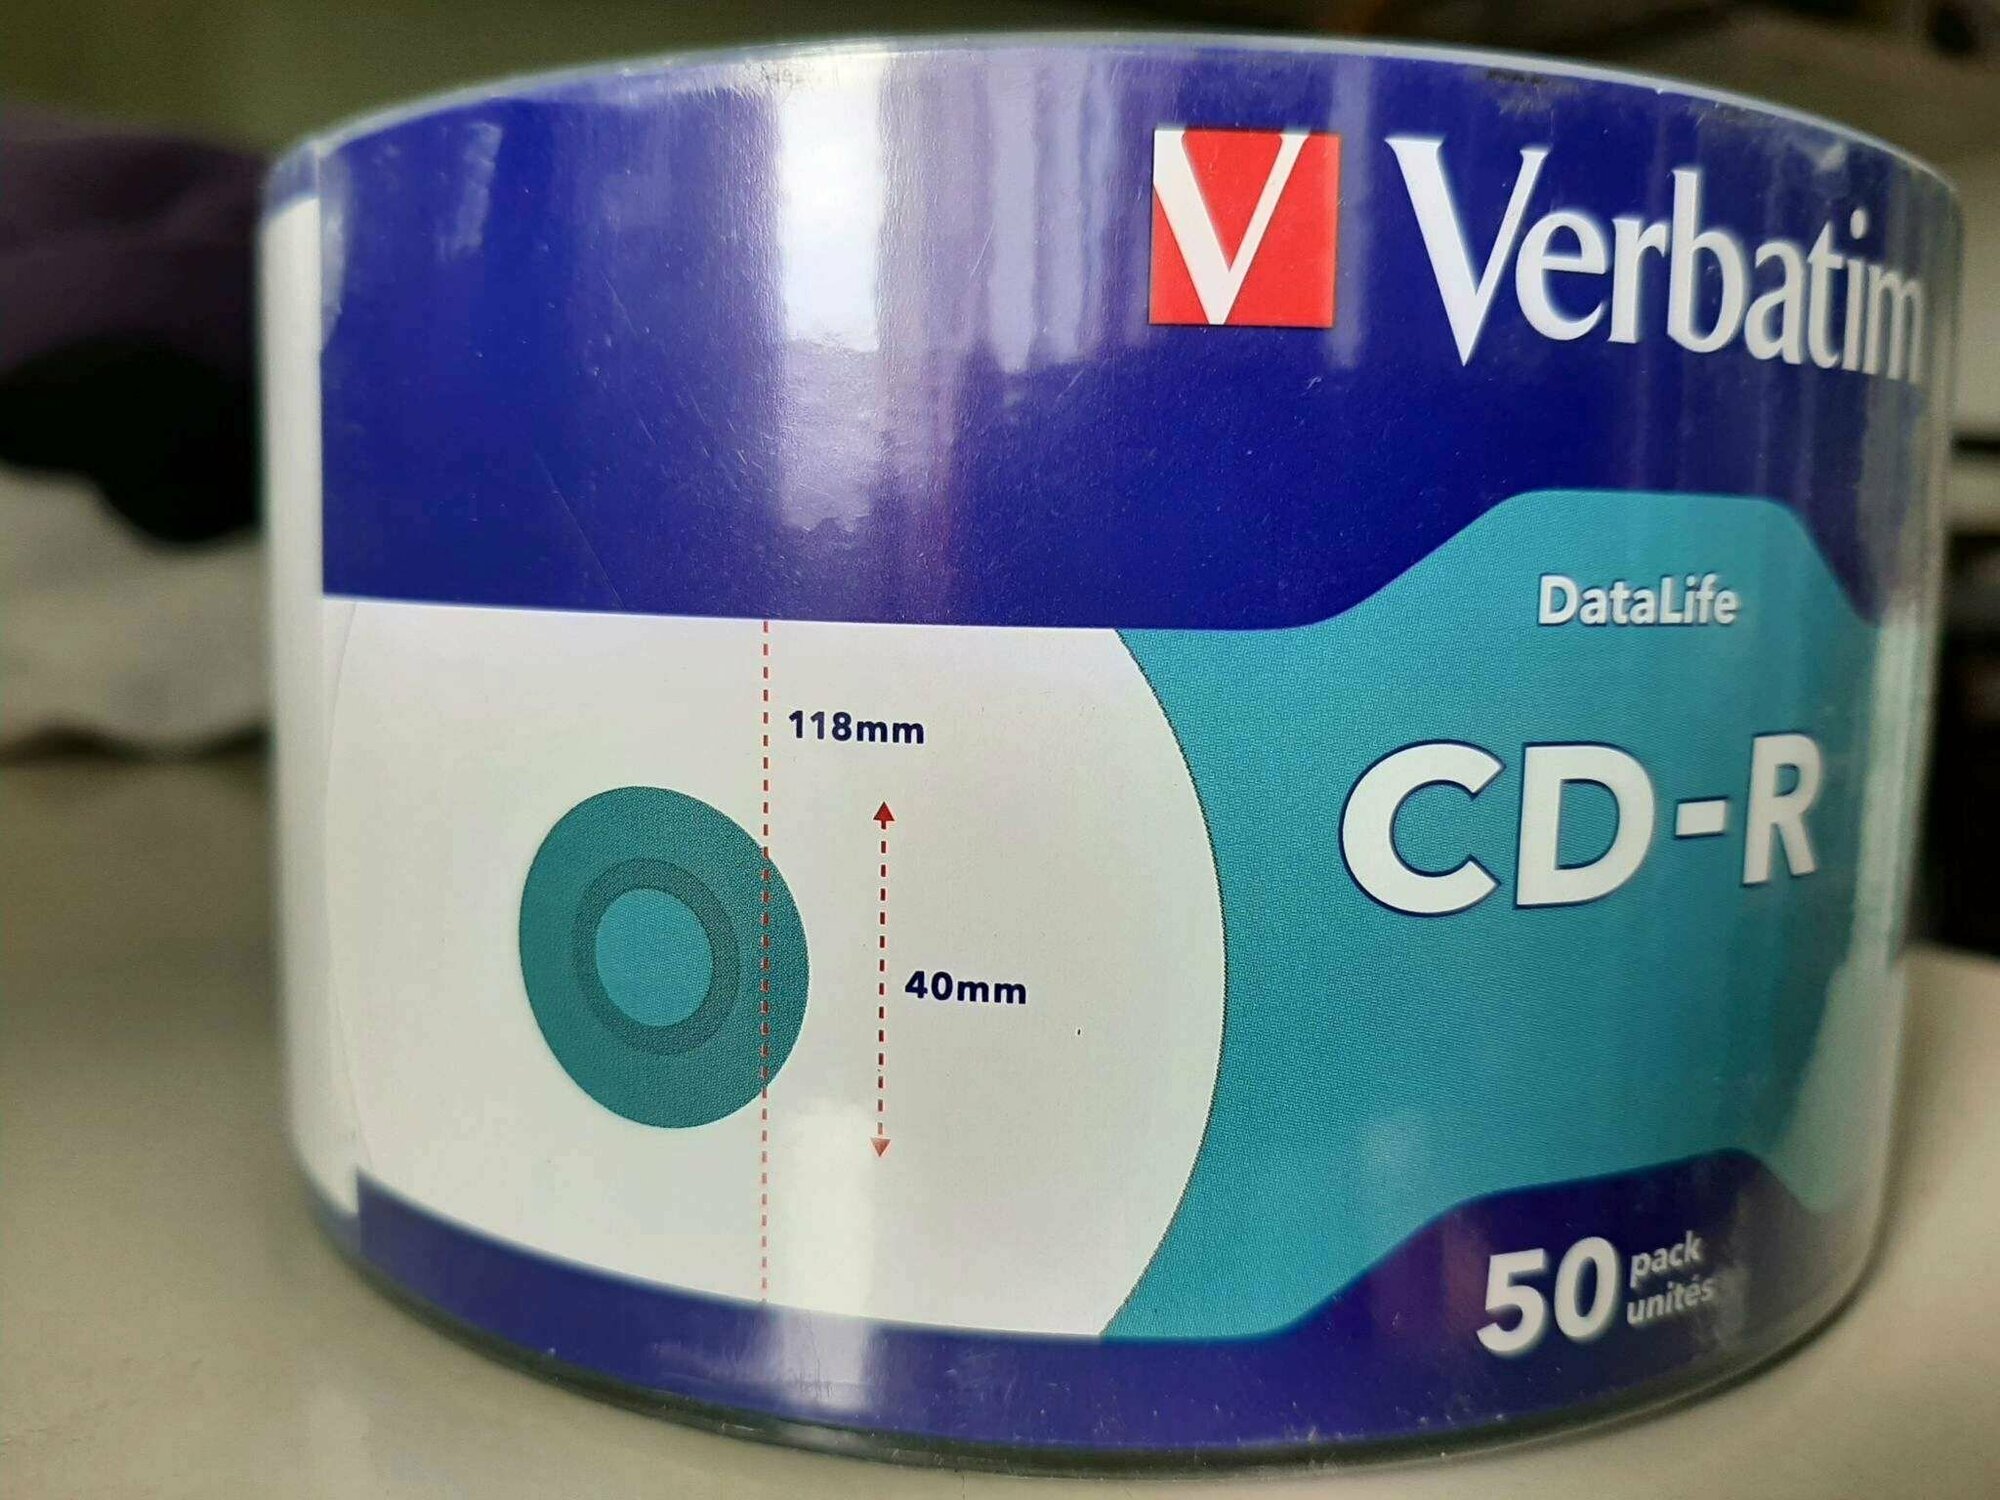 V Verbatim
DataLife
CD-R
118mm
40mm
50 pack
unités